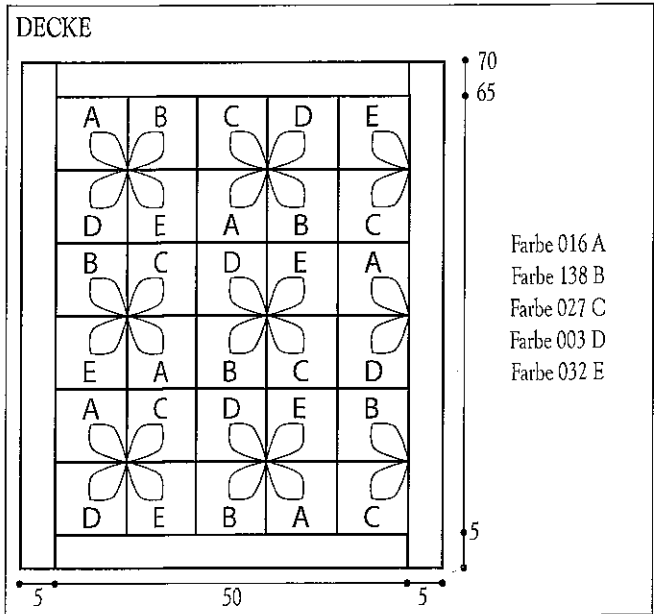 DECKE
70
65
A B C D E
D E A B C
B C D E A
E A B C D
A C D E B
D E B A C
Farbe 016 A
Farbe 138 B
Farbe 027 C
Farbe 003 D
Farbe 032 E
5
5 50 5